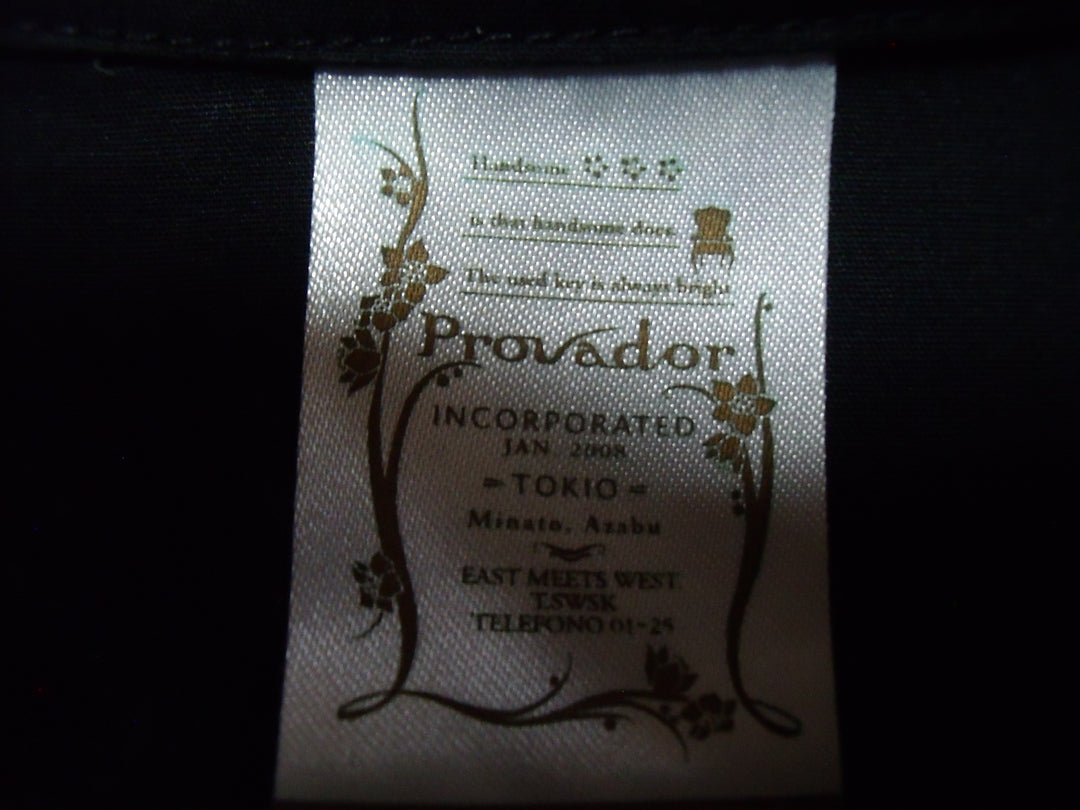 Handsome
is that handsome does
The used key is always bright
Provador
INCORPORATED
JAN 2008
TOKIO
Minato, Azabu
EAST MEETS WEST
T.SWSK
TELEFONO 01-25